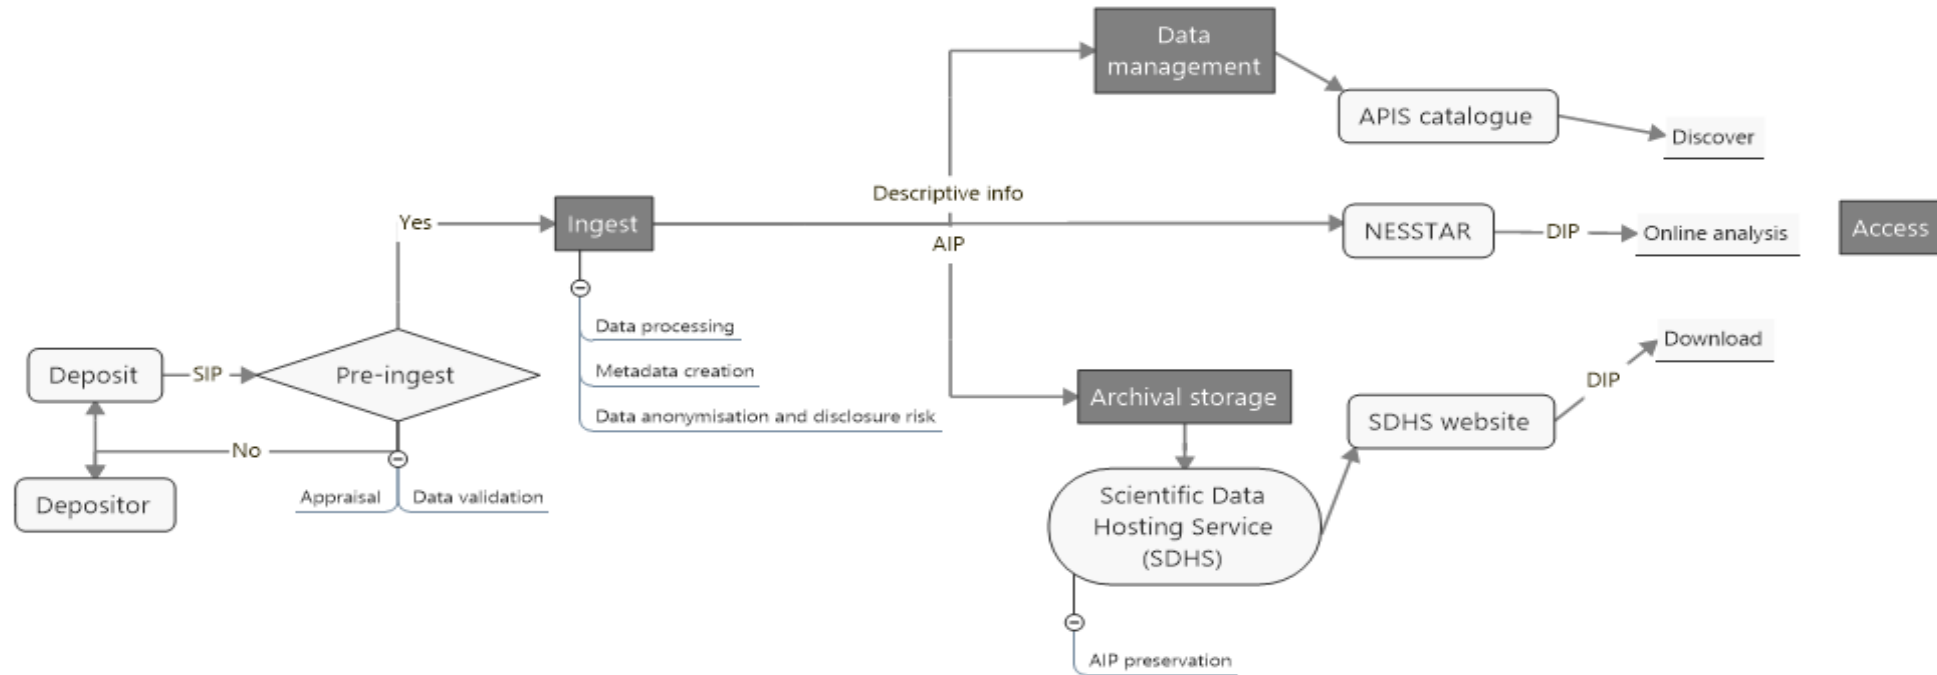 Data
management
APIS catalogue
Discover
Descriptive info
Yes
Ingest
NESSTAR
DIP
Online analysis
Access
AIP
Data processing
Metadata creation
Data anonymisation and disclosure risk
Download
Deposit
SIP
Pre-ingest
DIP
Archival storage
SDHS website
No
Appraisal
Data validation
Depositor
Scientific Data
Hosting Service
(SDHS)
AIP preservation